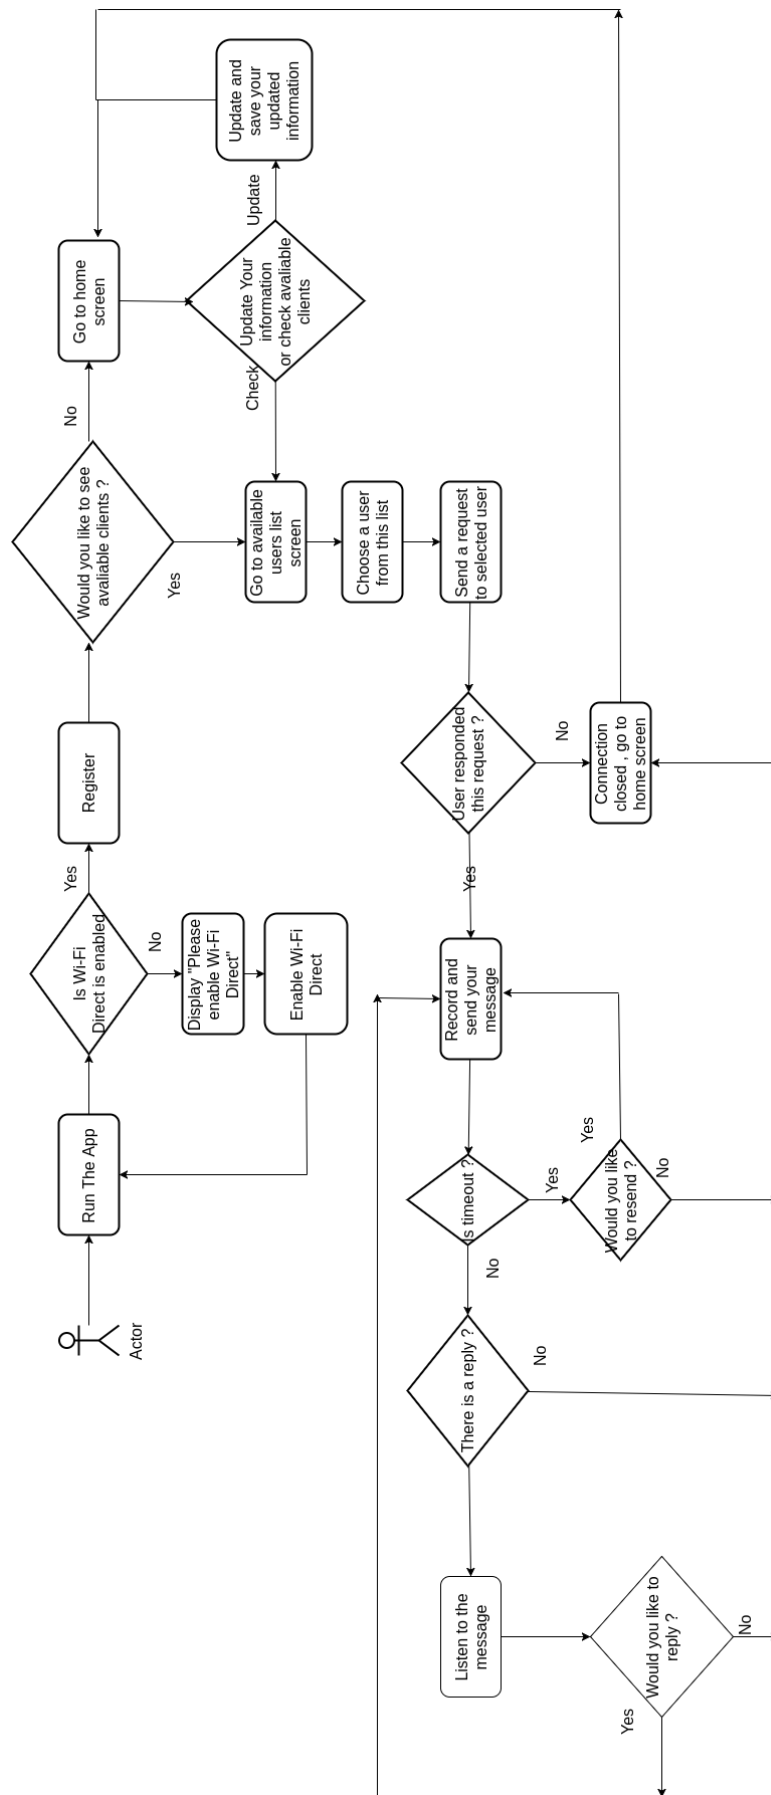 Actor
Run The App
Is Wi-Fi
Direct is enabled
Yes
No
Display "Please
enable Wi-Fi
Direct"
Enable Wi-Fi
Direct
Register
Would you like to see
avaliable clients ?
No
Yes
Go to home
screen
Update Your
information
or check avaliable
clients
Update
Check
Update and
save your
updated
information
Go to available
users list
screen
Choose a user
from this list
Send a request
to selected user
User responded
this request ?
No
Yes
Connection
closed , go to
home screen
Record and
send your
message
Is timeout ?
Yes
No
Would you like
to resend ?
Yes
No
There is a reply ?
No
Listen to the
message
Would you like to
reply ?
Yes
No